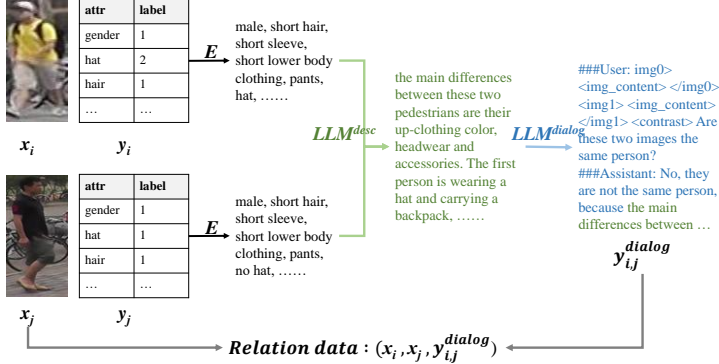 attr label
gender 1
hat 2
hair 1
... ...
x_i
y_i
E
male, short hair,
short sleeve,
short lower body
clothing, pants,
hat, ......
attr label
gender 1
hat 1
hair 1
... ...
x_j
y_j
E
male, short hair,
short sleeve,
short lower body
clothing, pants,
no hat, ......
LLM^desc
the main differences
between these two
pedestrians are their
up-clothing color,
headwear and
accessories. The first
person is wearing a
hat and carrying a
backpack, ......
LLM^dialog
###User: img0>
<img_content> </img0>
<img1> <img_content>
</img1> <contrast> Are
these two images the
same person?
###Assistant: No, they
are not the same person,
because the main
differences between ...
y_{i,j}^{dialog}
Relation data : (x_i, x_j, y_{i,j}^{dialog})